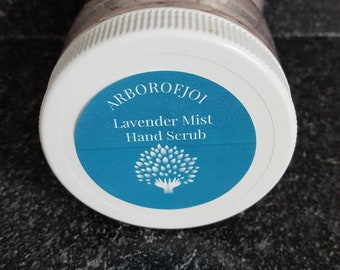 ARBOROFJOI
Lavender Mist
Hand Scrub